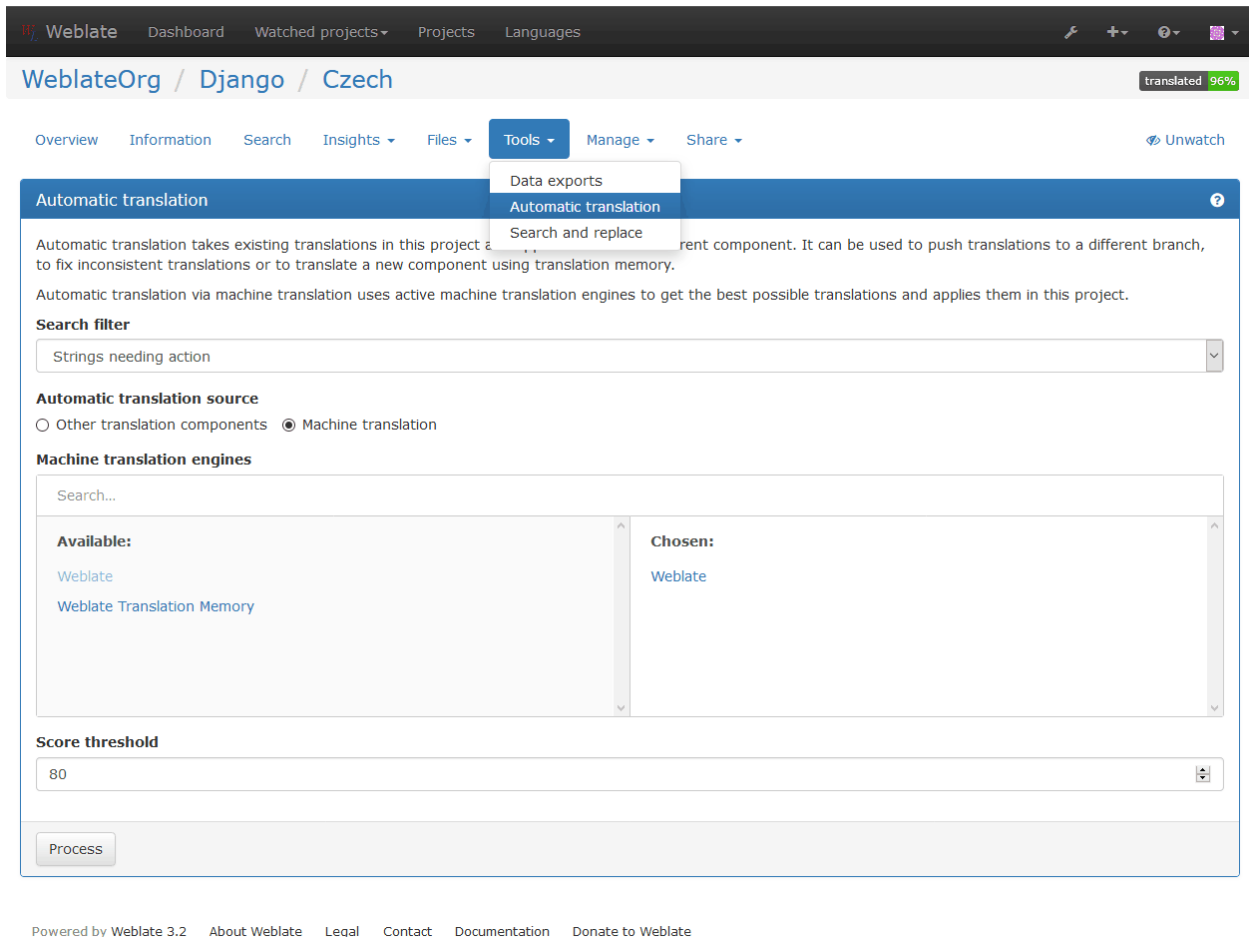 Weblate Dashboard Watched projects Projects Languages
WeblateOrg / Django / Czech translated 96%
Overview Information Search Insights Files Tools Manage Share Unwatch
Data exports
Automatic translation
Search and replace
Automatic translation
Automatic translation takes existing translations in this project rent component. It can be used to push translations to a different branch,
to fix inconsistent translations or to translate a new component using translation memory.
Automatic translation via machine translation uses active machine translation engines to get the best possible translations and applies them in this project.
Search filter
Strings needing action
Automatic translation source
Other translation components Machine translation
Machine translation engines
Search...
Available: Chosen:
Weblate Weblate
Weblate Translation Memory
Score threshold
80
Process
Powered by Weblate 3.2 About Weblate Legal Contact Documentation Donate to Weblate